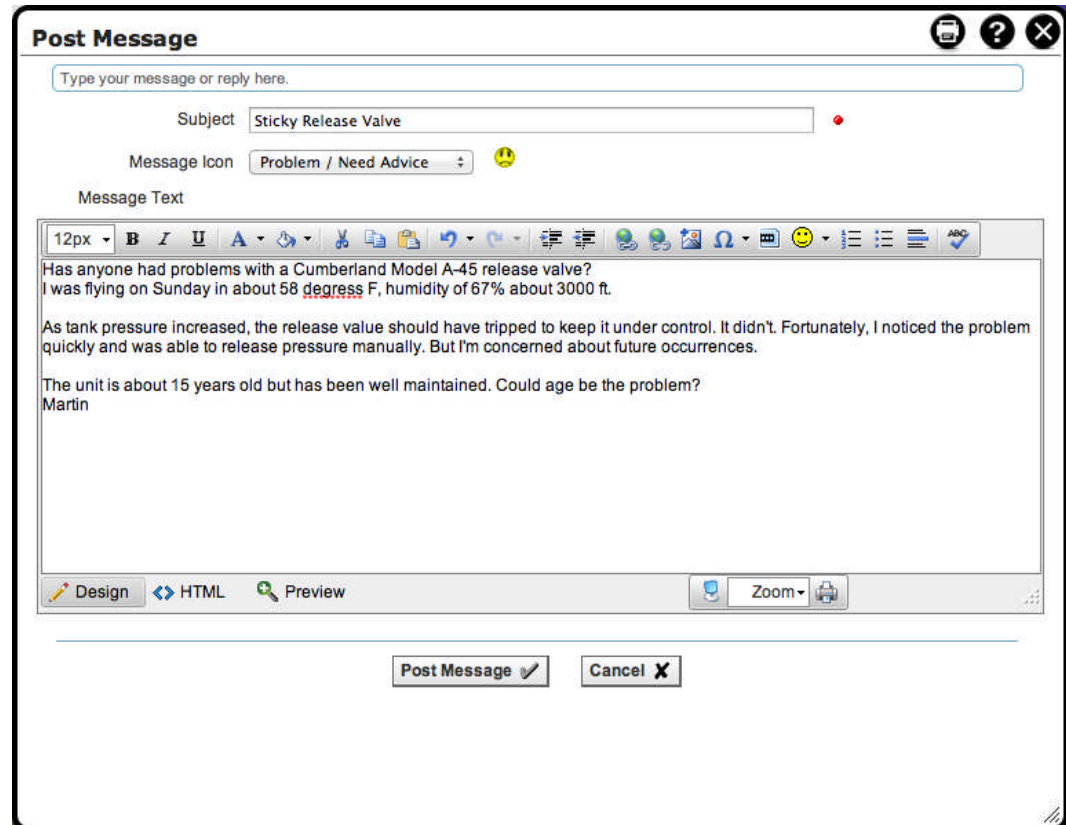 Post Message
Type your message or reply here.
Subject Sticky Release Valve
Message Icon Problem / Need Advice
Message Text
12px B I U A Ω ABC
Has anyone had problems with a Cumberland Model A-45 release valve?
I was flying on Sunday in about 58 degress F, humidity of 67% about 3000 ft.
As tank pressure increased, the release value should have tripped to keep it under control. It didn't. Fortunately, I noticed the problem
quickly and was able to release pressure manually. But I'm concerned about future occurrences.
The unit is about 15 years old but has been well maintained. Could age be the problem?
Martin
Design HTML Preview Zoom
Post Message Cancel